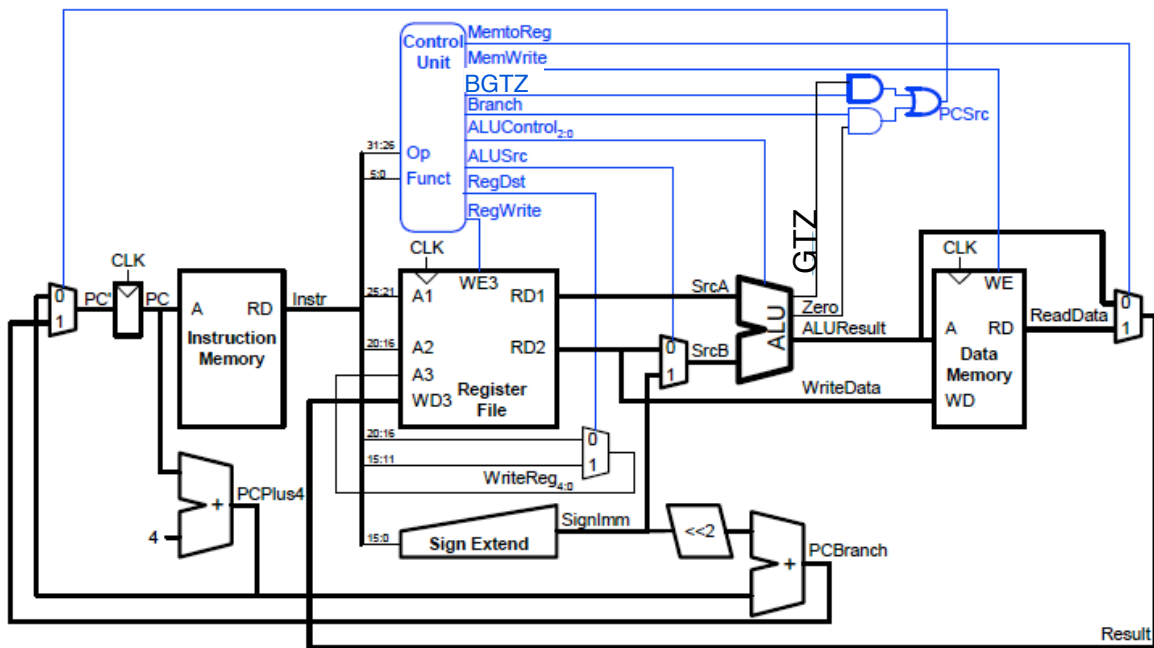 MemtoReg
Control
Unit
MemWrite
BGTZ
Branch
PCSrc
ALUControl2:0
31:26
Op
ALUSrc
5:0
Funct
RegDst
RegWrite
GTZ
CLK
CLK
CLK
0
1
PC'
PC
A
RD
Instruction
Memory
Instr
25:21
A1
WE3
RD1
SrcA
Zero
ALU
ALUResult
WE
A
RD
ReadData
0
1
20:16
A2
RD2
0
1
SrcB
Data
Memory
A3
WD3
Register
File
WriteData
WD
20:16
0
15:11
1
WriteReg4:0
PCPlus4
+
4
SignImm
15:0
Sign Extend
<<2
PCBranch
+
Result